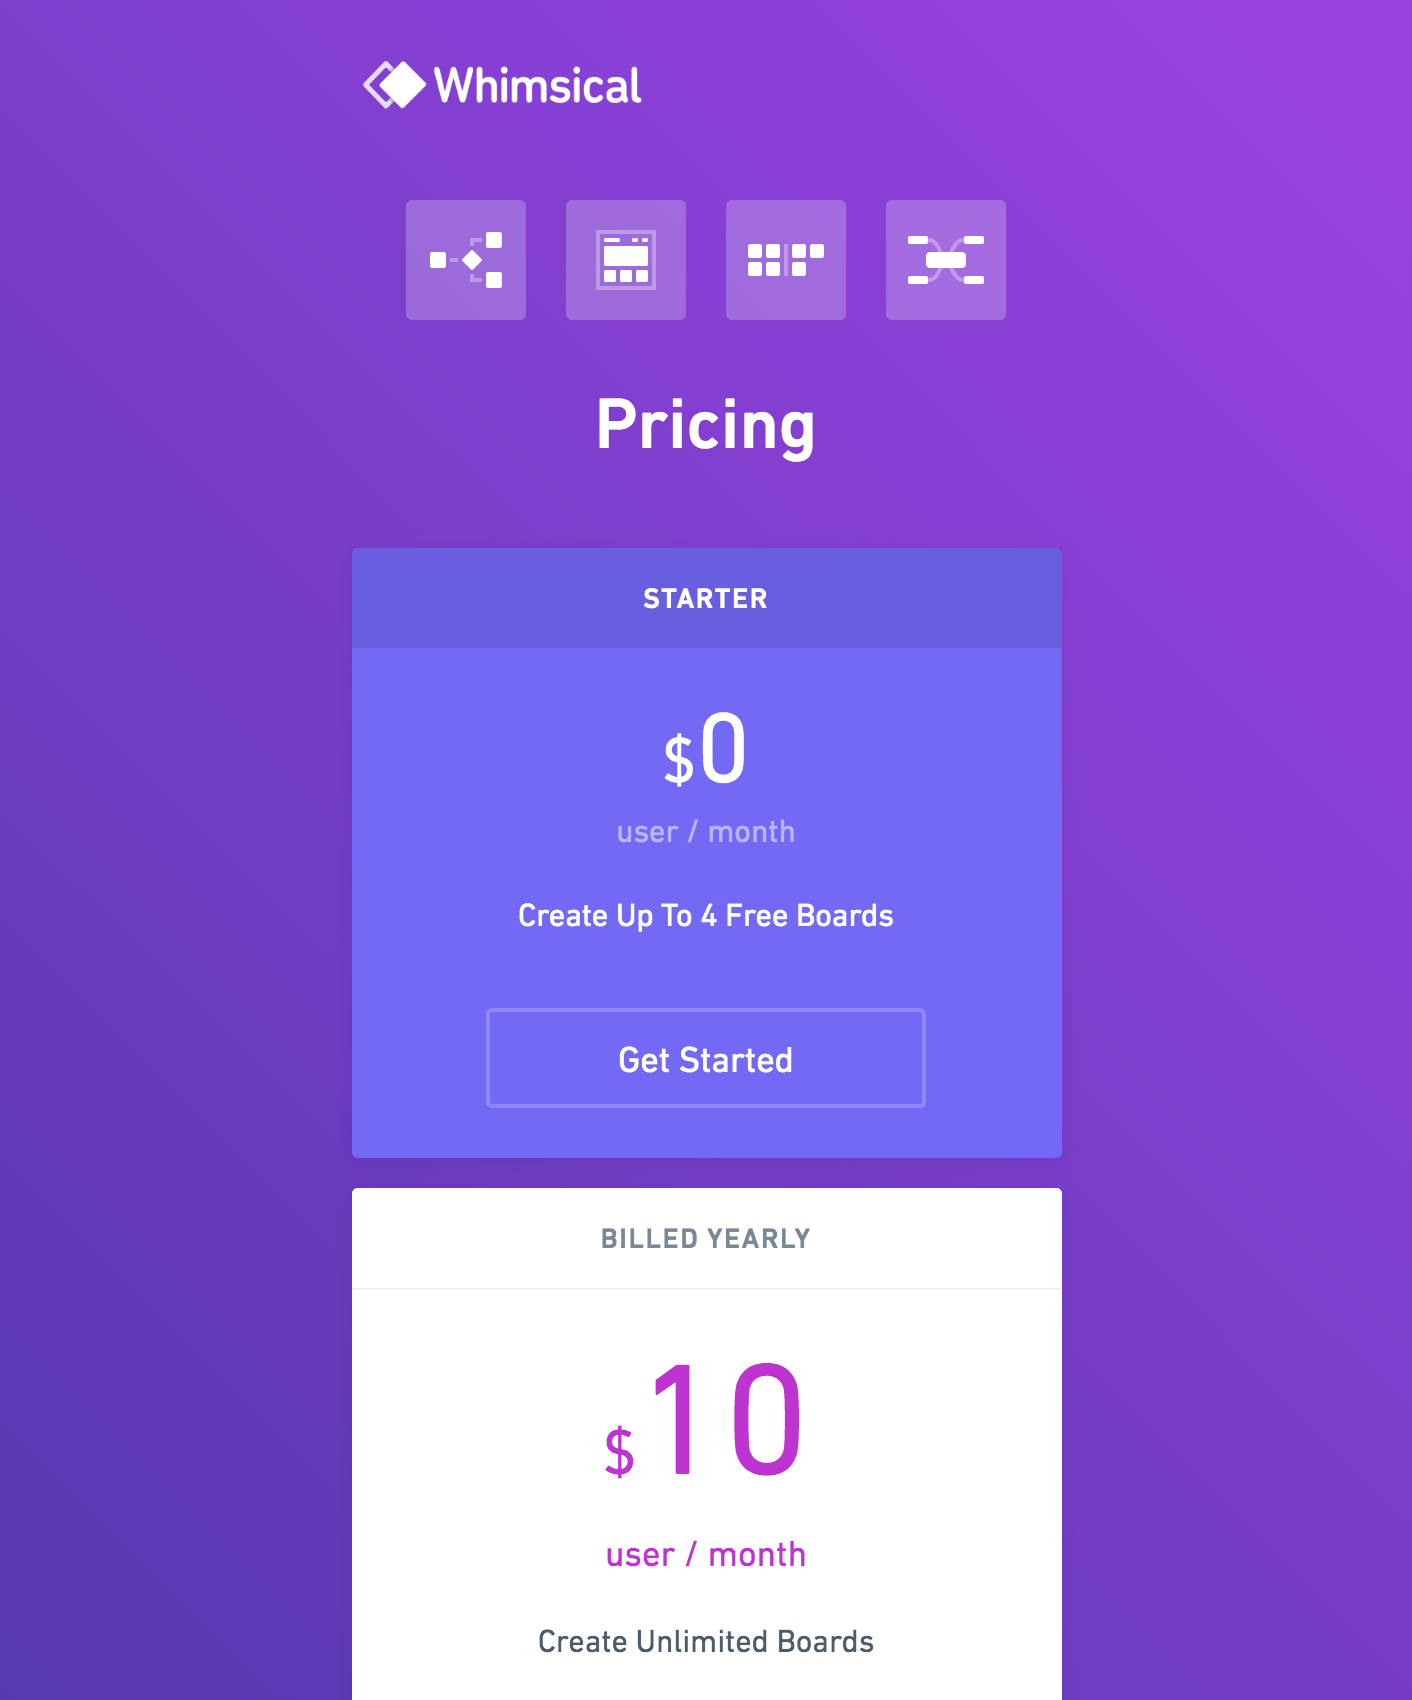 Whimsical
Pricing
STARTER
$0
user / month
Create Up To 4 Free Boards
Get Started
BILLED YEARLY
$10
user / month
Create Unlimited Boards